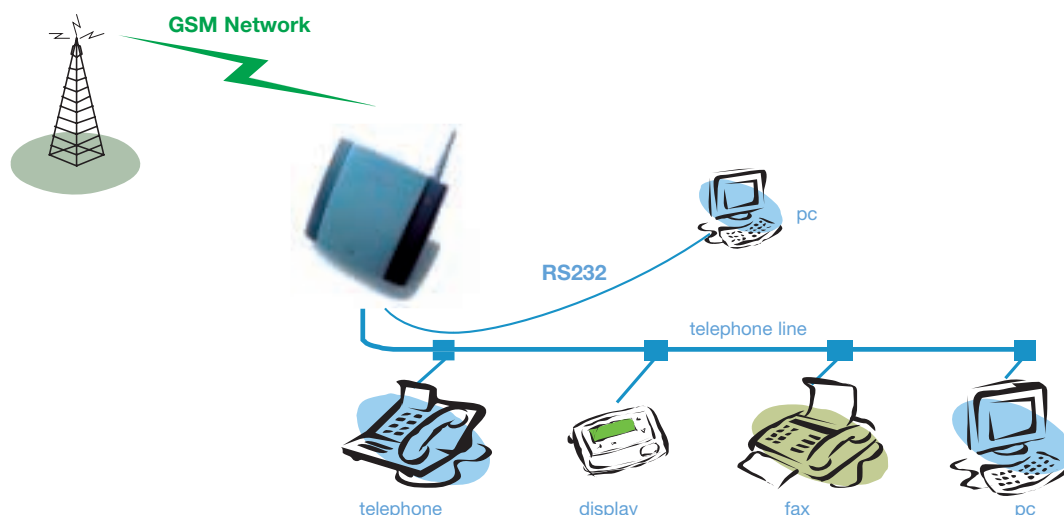 GSM Network
pc
RS232
telephone line
telephone
display
fax
pc